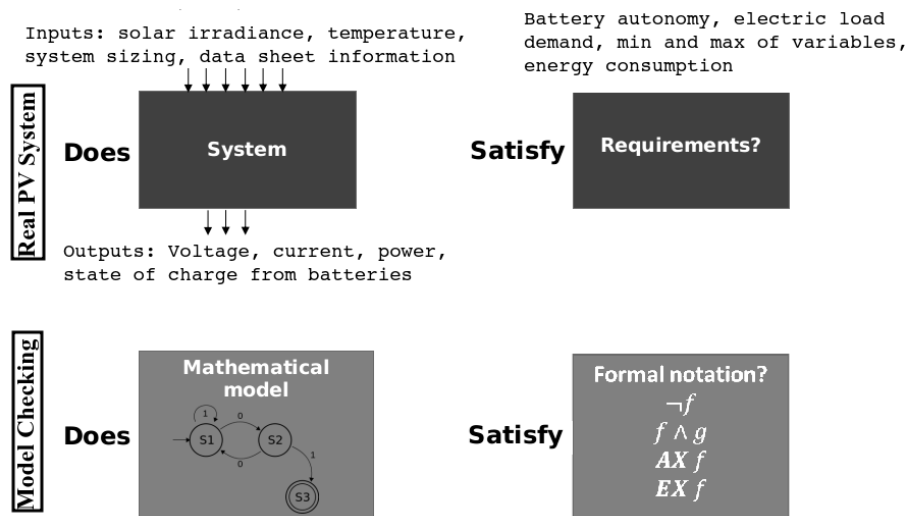 Inputs: solar irradiance, temperature,
system sizing, data sheet information
Battery autonomy, electric load
demand, min and max of variables,
energy consumption
Real PV System
Does
System
Satisfy
Requirements?
Outputs: Voltage, current, power,
state of charge from batteries
Model Checking
Does
Mathematical
model
1
0
S1
S2
0
1
S3
Satisfy
Formal notation?
¬f
f ∧ g
AX f
EX f